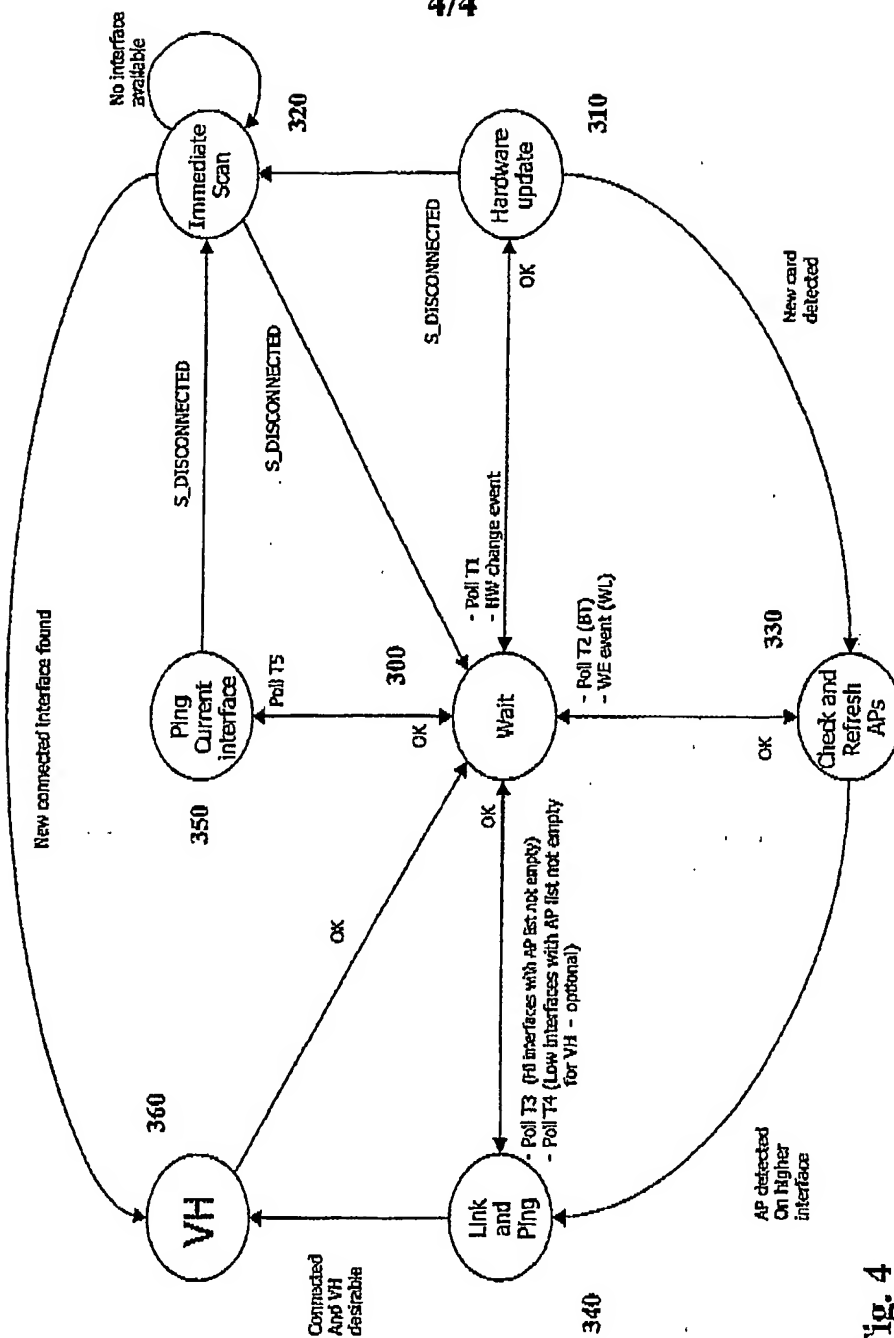 4/4
No interface
available
Immediate
Scan
320
Hardware
update
310
New connected interface found
S_DISCONNECTED
S_DISCONNECTED
S_DISCONNECTED
OK
New card
detected
Ping
Current
interface
350
Poll T5
300
OK
Wait
- Poll T1
- HW change event
- Poll T2 (BT)
- WE event (WL)
330
OK
Check and
Refresh
APs
VH
360
OK
OK
- Poll T3 (Hi interfaces with AP list not empty)
- Poll T4 (Low interfaces with AP list not empty
for VH - optional)
Link
and
Ping
340
Connected
And VH
desirable
AP detected
On higher
interface
Fig. 4